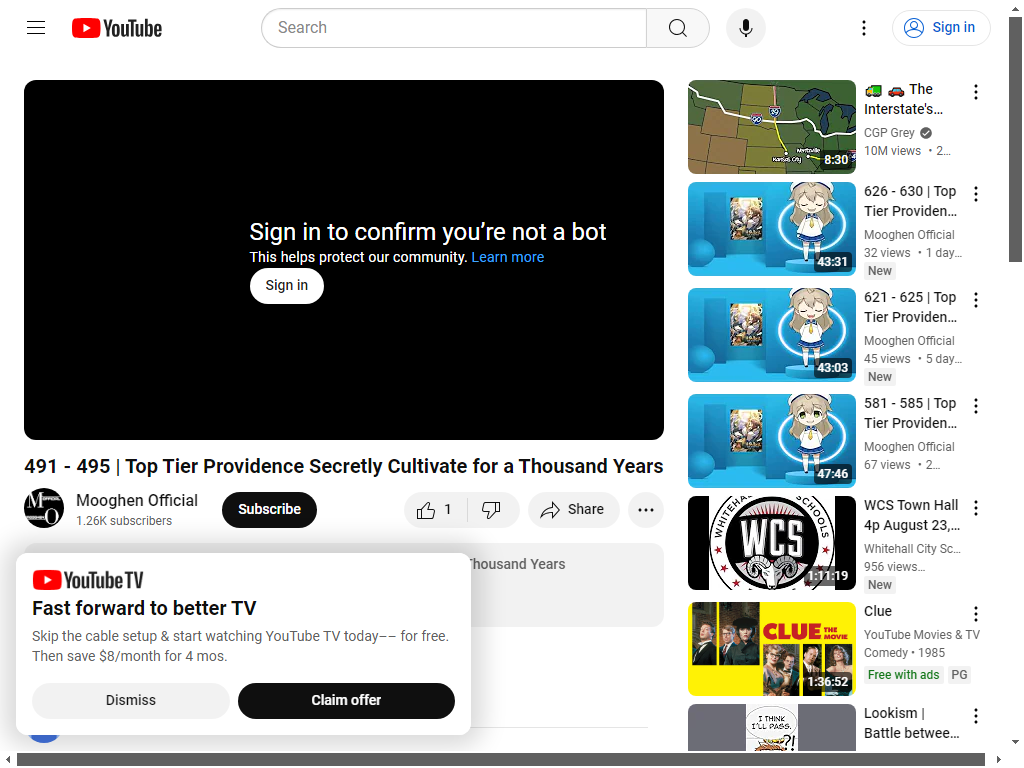 YouTube
Search
Sign in
Sign in to confirm you're not a bot
This helps protect our community. Learn more
Sign in
491 - 495 | Top Tier Providence Secretly Cultivate for a Thousand Years
Mooghen Official
1.26K subscribers
Subscribe
1
Share
Thousand Years
YouTube TV
Fast forward to better TV
Skip the cable setup & start watching YouTube TV today–– for free.
Then save $8/month for 4 mos.
Dismiss
Claim offer
90
35
Kansas City
Huntsville
8:30
🚚 🚗 The
Interstate's...
CGP Grey
10M views • 2...
43:31
626 - 630 | Top
Tier Providen...
Mooghen Official
32 views • 1 day...
New
43:03
621 - 625 | Top
Tier Providen...
Mooghen Official
45 views • 5 day...
New
47:46
581 - 585 | Top
Tier Providen...
Mooghen Official
67 views • 2...
WCS
1:11:19
WCS Town Hall
4p August 23,...
Whitehall City Sc...
956 views...
New
CLUE THE MOVIE
1:36:52
Clue
YouTube Movies & TV
Comedy • 1985
Free with ads PG
I THINK
I'LL PASS.
?!
Lookism |
Battle betwee...